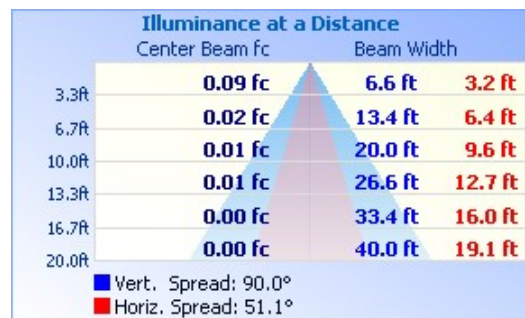 Illuminance at a Distance
Center Beam fc Beam Width
3.3ft 0.09 fc 6.6 ft 3.2 ft
6.7ft 0.02 fc 13.4 ft 6.4 ft
10.0ft 0.01 fc 20.0 ft 9.6 ft
13.3ft 0.01 fc 26.6 ft 12.7 ft
16.7ft 0.00 fc 33.4 ft 16.0 ft
20.0ft 0.00 fc 40.0 ft 19.1 ft
Vert. Spread: 90.0°
Horiz. Spread: 51.1°